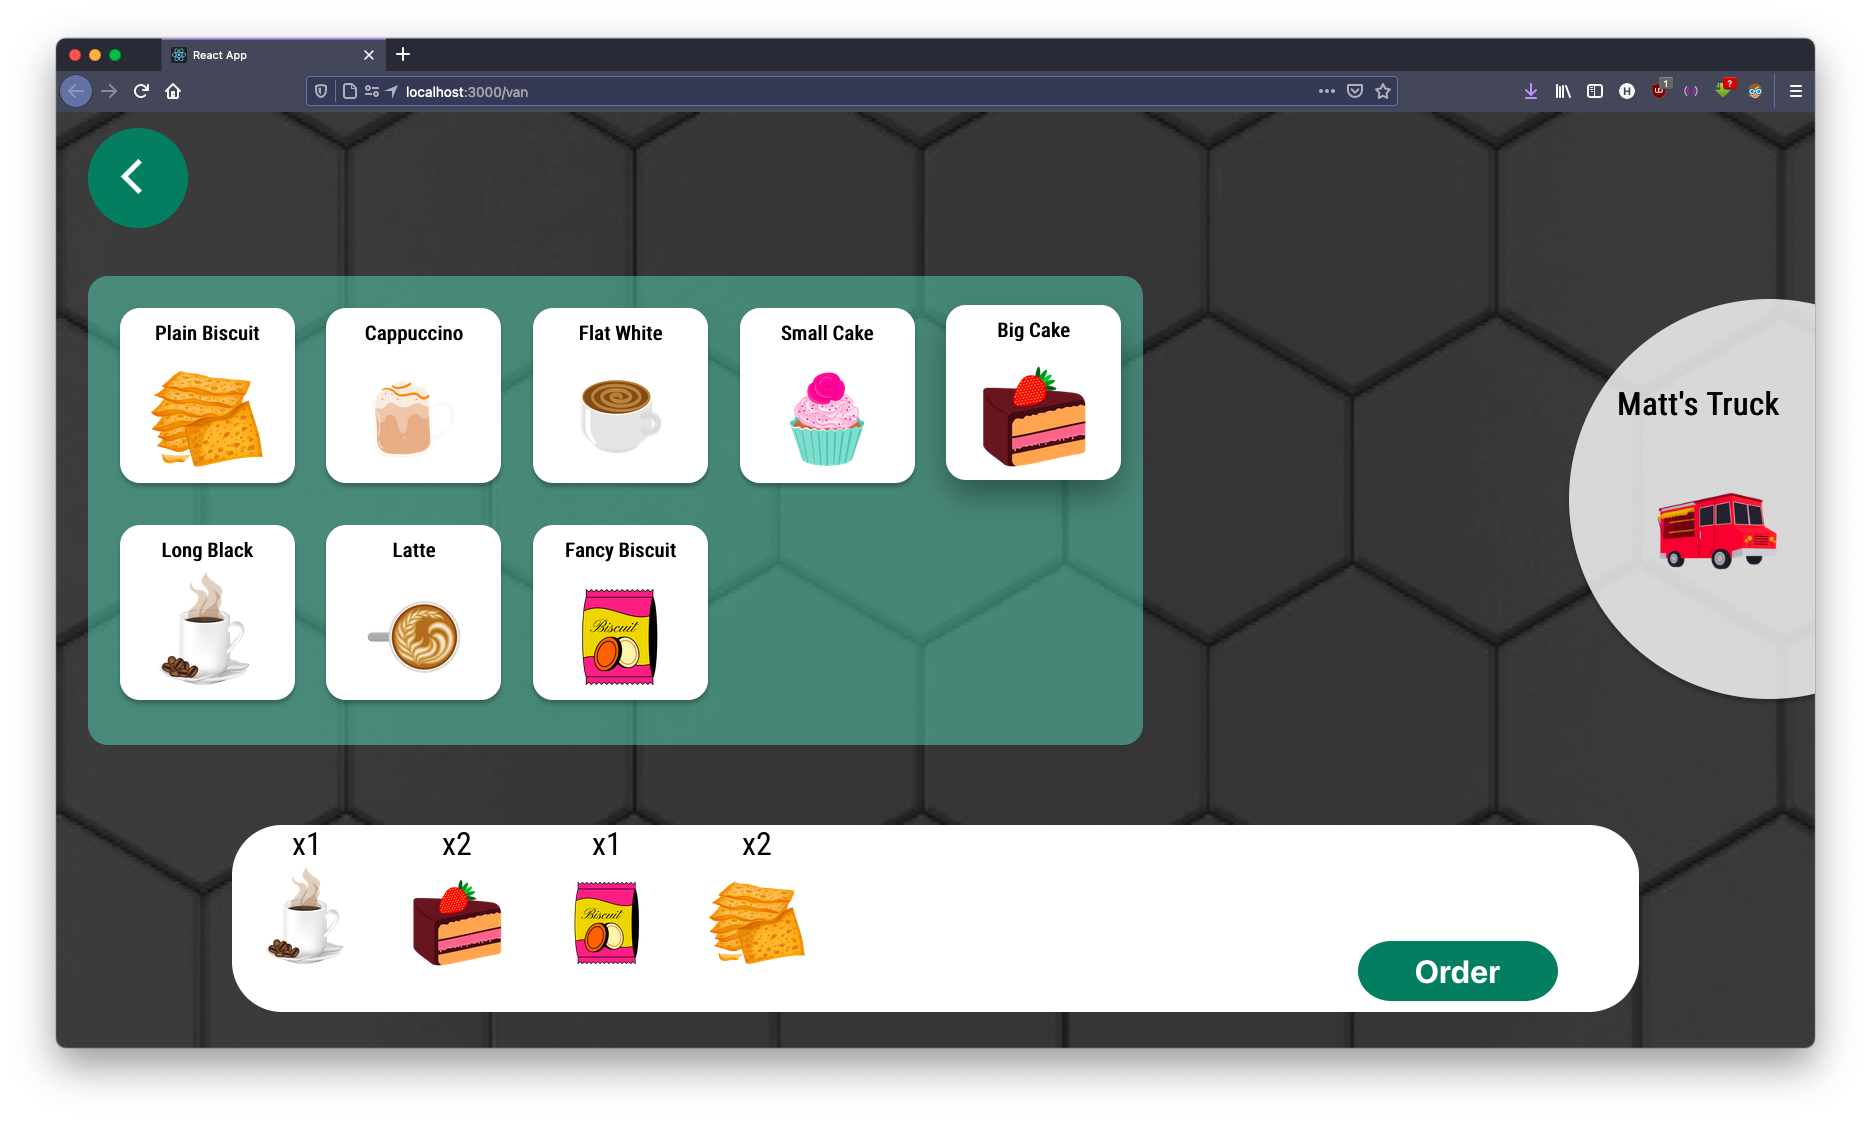 React App
localhost:3000/van
1
?
Plain Biscuit
Cappuccino
Flat White
Small Cake
Big Cake
Matt's Truck
Long Black
Latte
Fancy Biscuit
Biscuit
x1
x2
x1
x2
Biscuit
Order